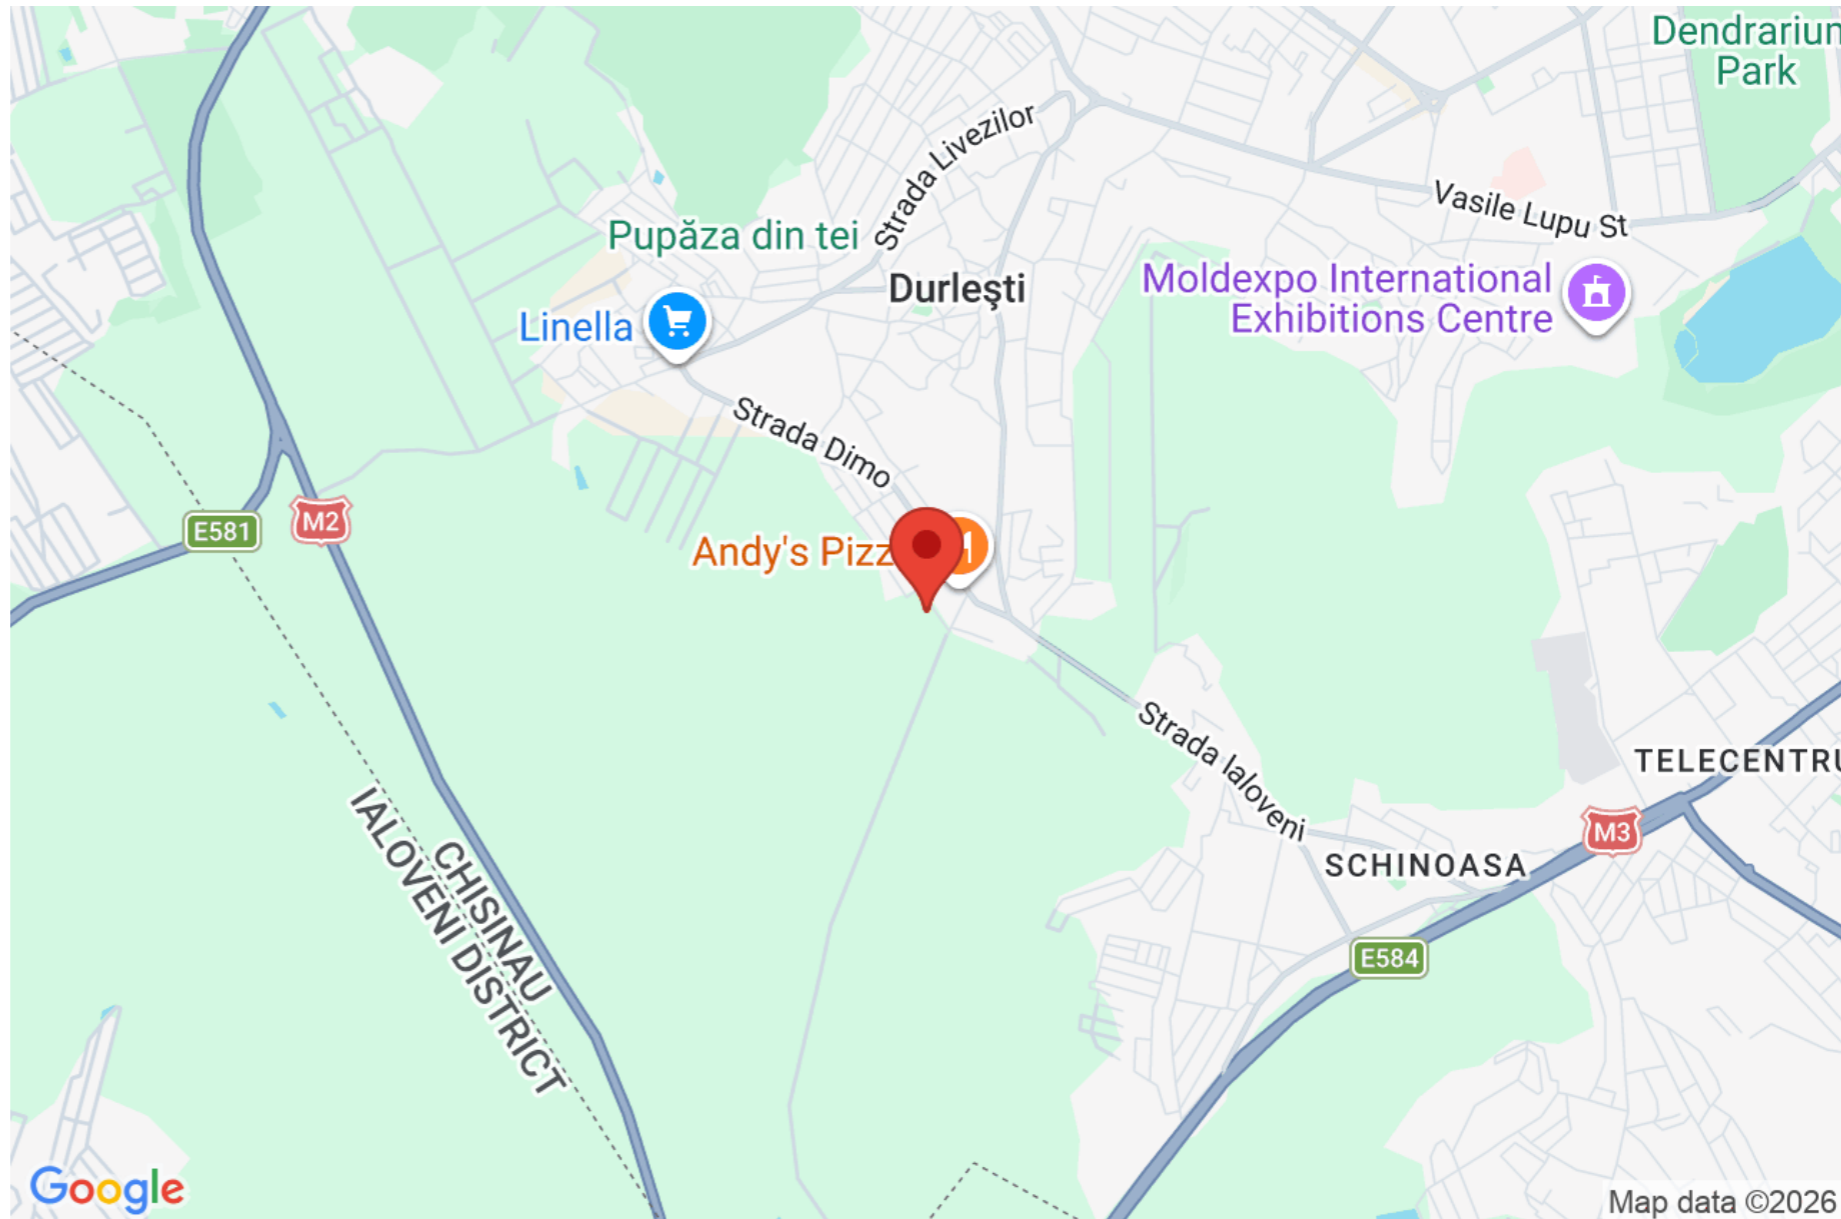 Dendrariun
Park
Strada Livezilor
Vasile Lupu St
Pupăza din tei
Durleşti
Moldexpo International
Exhibitions Centre
Linella
Strada Dimo
E581
M2
Andy's Pizz
Strada Ialoveni
TELECENTRU
M3
SCHINOASA
CHISINAU
IALOVENI DISTRICT
E584
Google
Map data ©2026